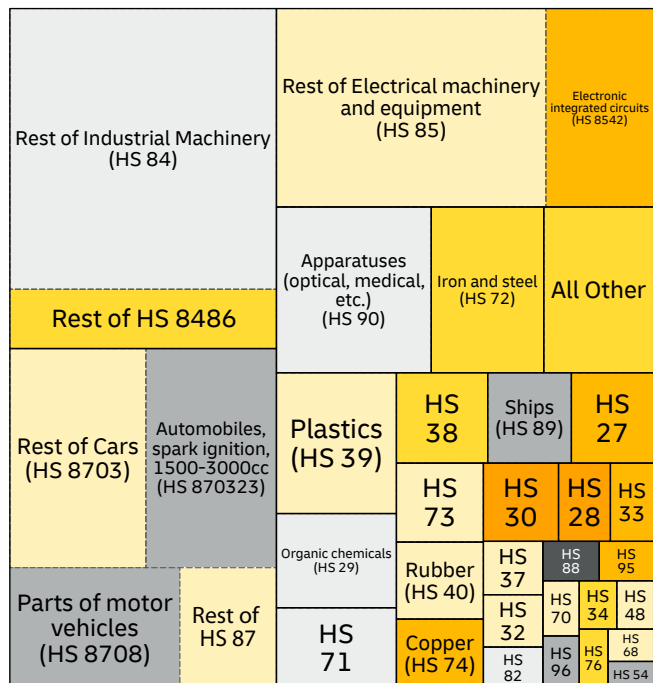 Rest of Industrial Machinery
(HS 84)
Rest of HS 8486
Rest of Cars
(HS 8703)
Automobiles,
spark ignition,
1500-3000cc
(HS 870323)
Parts of motor
vehicles
(HS 8708)
Rest of
HS 87
Rest of Electrical machinery
and equipment
(HS 85)
Electronic
integrated circuits
(HS 8542)
Apparatuses
(optical, medical,
etc.)
(HS 90)
Iron and steel
(HS 72)
All Other
Plastics
(HS 39)
Organic chemicals
(HS 29)
HS
71
HS
38
Ships
(HS 89)
HS
27
HS
73
HS
30
HS
28
HS
33
Rubber
(HS 40)
Copper
(HS 74)
HS
37
HS
32
HS
82
HS
88
HS
95
HS
70
HS
34
HS
48
HS
96
HS
76
HS
68
HS 54